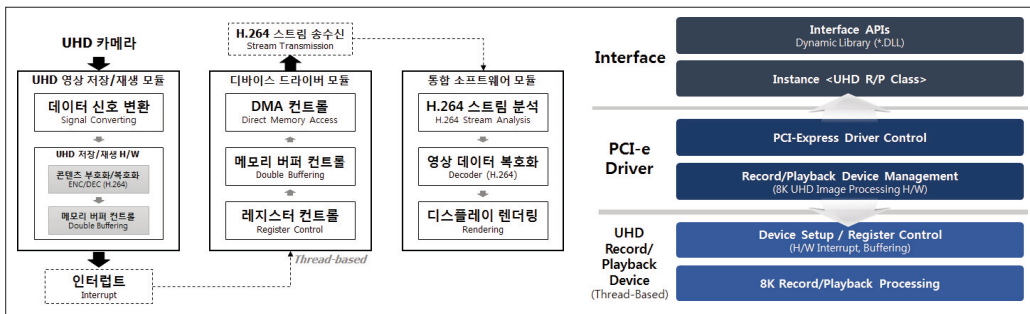 UHD 카메라
UHD 영상 저장/재생 모듈
데이터 신호 변환
Signal Converting
UHD 저장/재생 H/W
콘텐츠 부호화/복호화
ENC/DEC (H.264)
메모리 버퍼 컨트롤
Double Buffering
인터럽트
Interrupt
H.264 스트림 송수신
Stream Transmission
디바이스 드라이버 모듈
DMA 컨트롤
Direct Memory Access
메모리 버퍼 컨트롤
Double Buffering
레지스터 컨트롤
Register Control
Thread-based
통합 소프트웨어 모듈
H.264 스트림 분석
H.264 Stream Analysis
영상 데이터 복호화
Decoder (H.264)
디스플레이 렌더링
Rendering
Interface
Interface APIs
Dynamic Library (*.DLL)
Instance <UHD R/P Class>
PCI-e
Driver
PCI-Express Driver Control
Record/Playback Device Management
(8K UHD Image Processing H/W)
UHD
Record/
Playback
Device
(Thread-Based)
Device Setup / Register Control
(H/W Interrupt, Buffering)
8K Record/Playback Processing